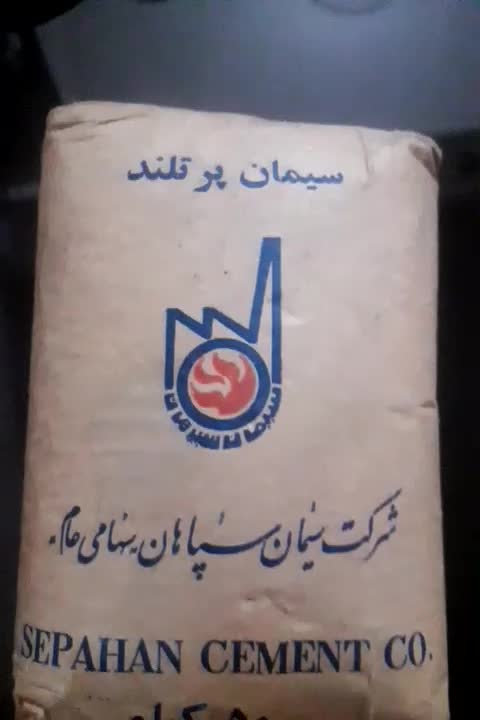 سیمان پرتلند
شرکت سیمان سپاهان سهامی عام.
SEPAHAN CEMENT CO.